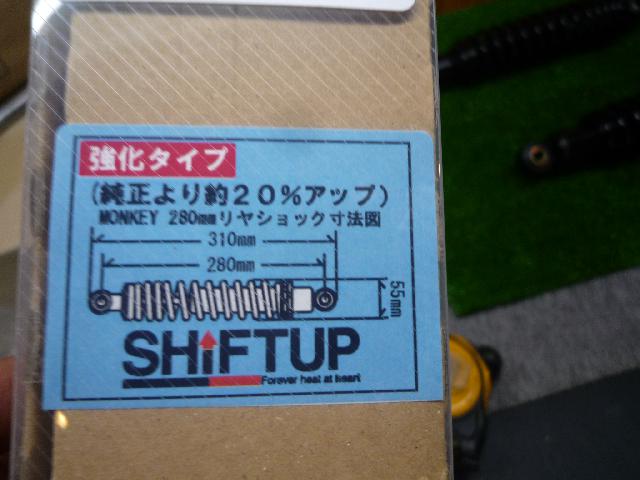 強化タイプ
(純正より約20%アップ)
MONKEY 280mmリヤショック寸法図
310mm
280mm
55mm
SHiFTUP
Forever heat at heart